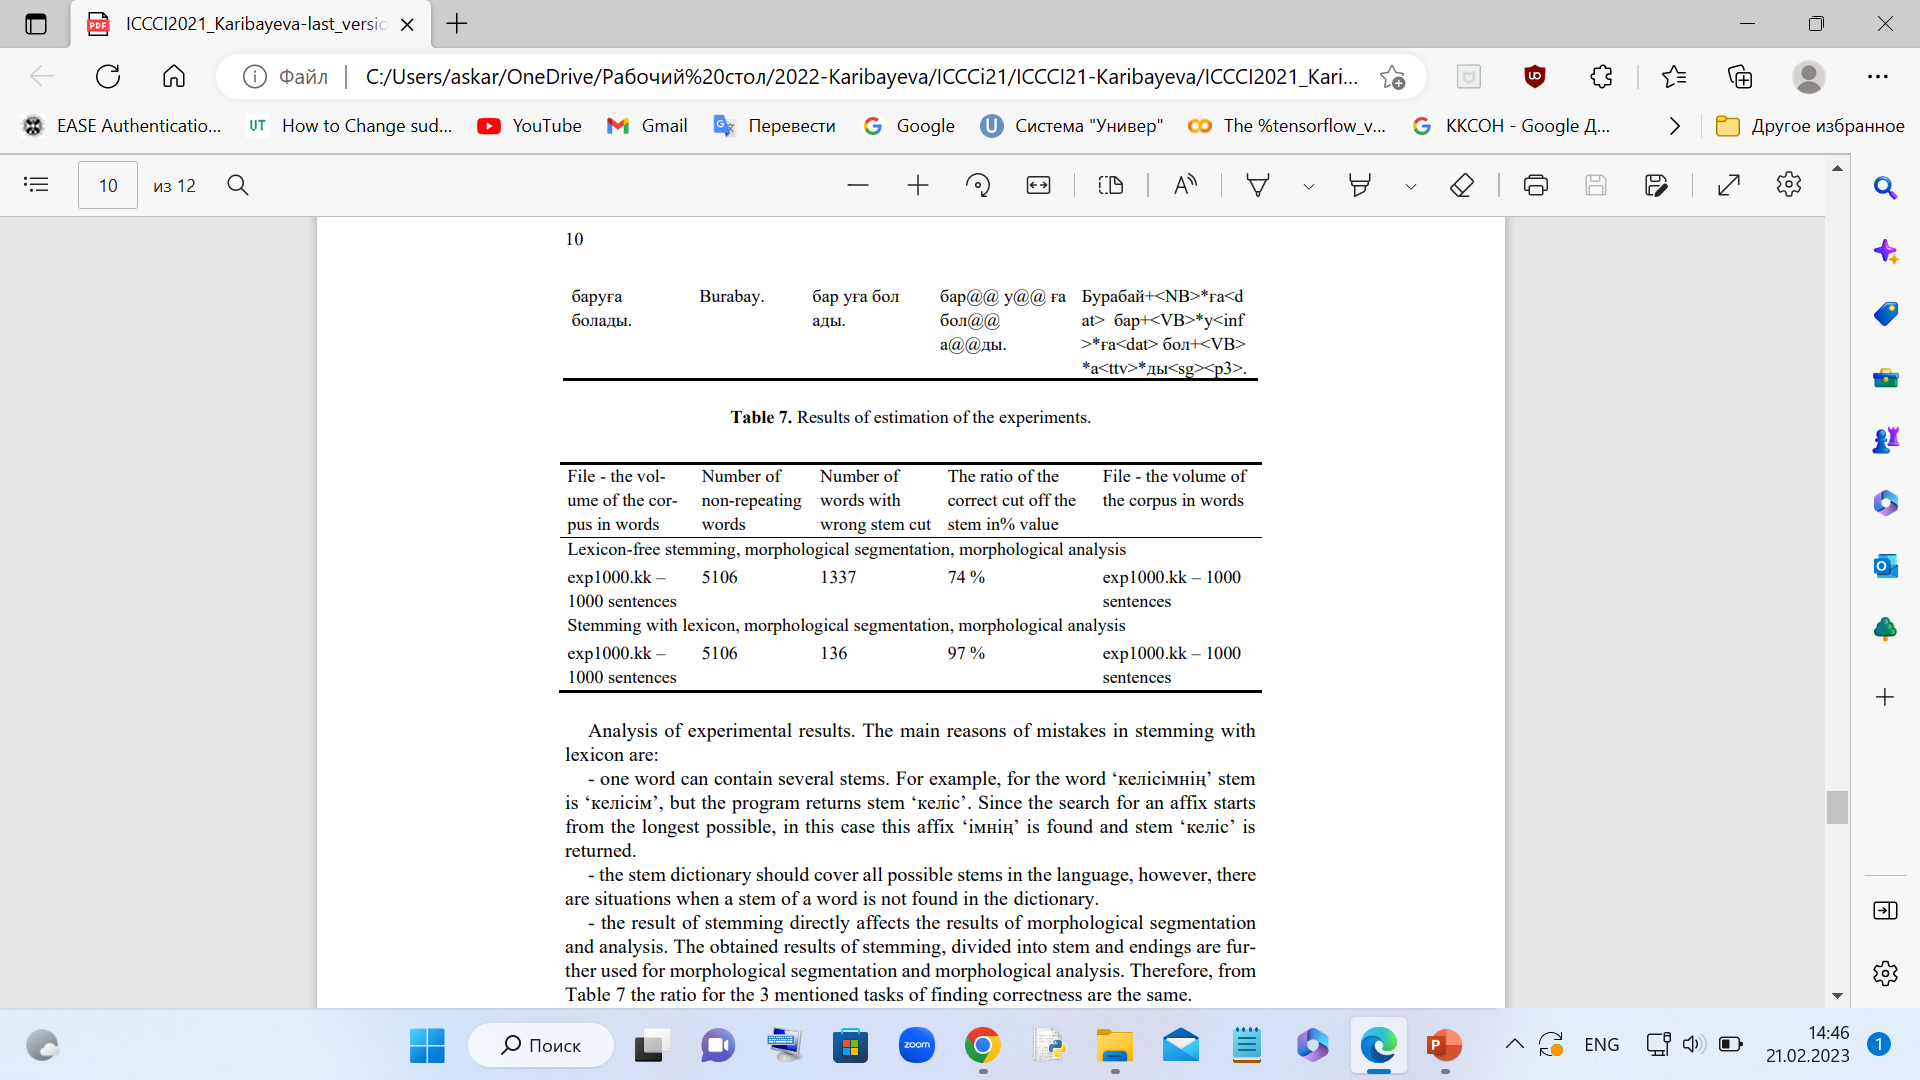 ICCCI2021_Karibayeva-last_versio
Файл
C:/Users/askar/OneDrive/Рабочий%20стол/2022-Karibayeva/ICCCi21/ICCCI21-Karibayeva/ICCCI2021_Kari...
EASE Authenticatio...
How to Change sud...
YouTube
Gmail
Перевести
Google
Система "Универ"
The %tensorflow_v...
ККСОН - Google Д...
Другое избранное
10
из 12
10
баруға Burabay. бар уға бол бар@@ у@@ ға Бурабай+<NB>*ға<d
болады. ады. бол@@ at> бар+<VB>*у<inf
а@@ды. >*ға<dat> бол+<VB>
*а<ttv>*ды<sg><p3>.
Table 7. Results of estimation of the experiments.
File - the vol- Number of Number of The ratio of the File - the volume of
ume of the cor- non-repeating words with correct cut off the the corpus in words
pus in words words wrong stem cut stem in% value
Lexicon-free stemming, morphological segmentation, morphological analysis
exp1000.kk – 5106 1337 74 % exp1000.kk – 1000
1000 sentences sentences
Stemming with lexicon, morphological segmentation, morphological analysis
exp1000.kk – 5106 136 97 % exp1000.kk – 1000
1000 sentences sentences
Analysis of experimental results. The main reasons of mistakes in stemming with
lexicon are:
- one word can contain several stems. For example, for the word ‘келісімнің’ stem
is ‘келісім’, but the program returns stem ‘келіс’. Since the search for an affix starts
from the longest possible, in this case this affix ‘імнің’ is found and stem ‘келіс’ is
returned.
- the stem dictionary should cover all possible stems in the language, however, there
are situations when a stem of a word is not found in the dictionary.
- the result of stemming directly affects the results of morphological segmentation
and analysis. The obtained results of stemming, divided into stem and endings are fur-
ther used for morphological segmentation and morphological analysis. Therefore, from
Table 7 the ratio for the 3 mentioned tasks of finding correctness are the same.
Поиск
zoom
ENG
14:46
21.02.2023
1